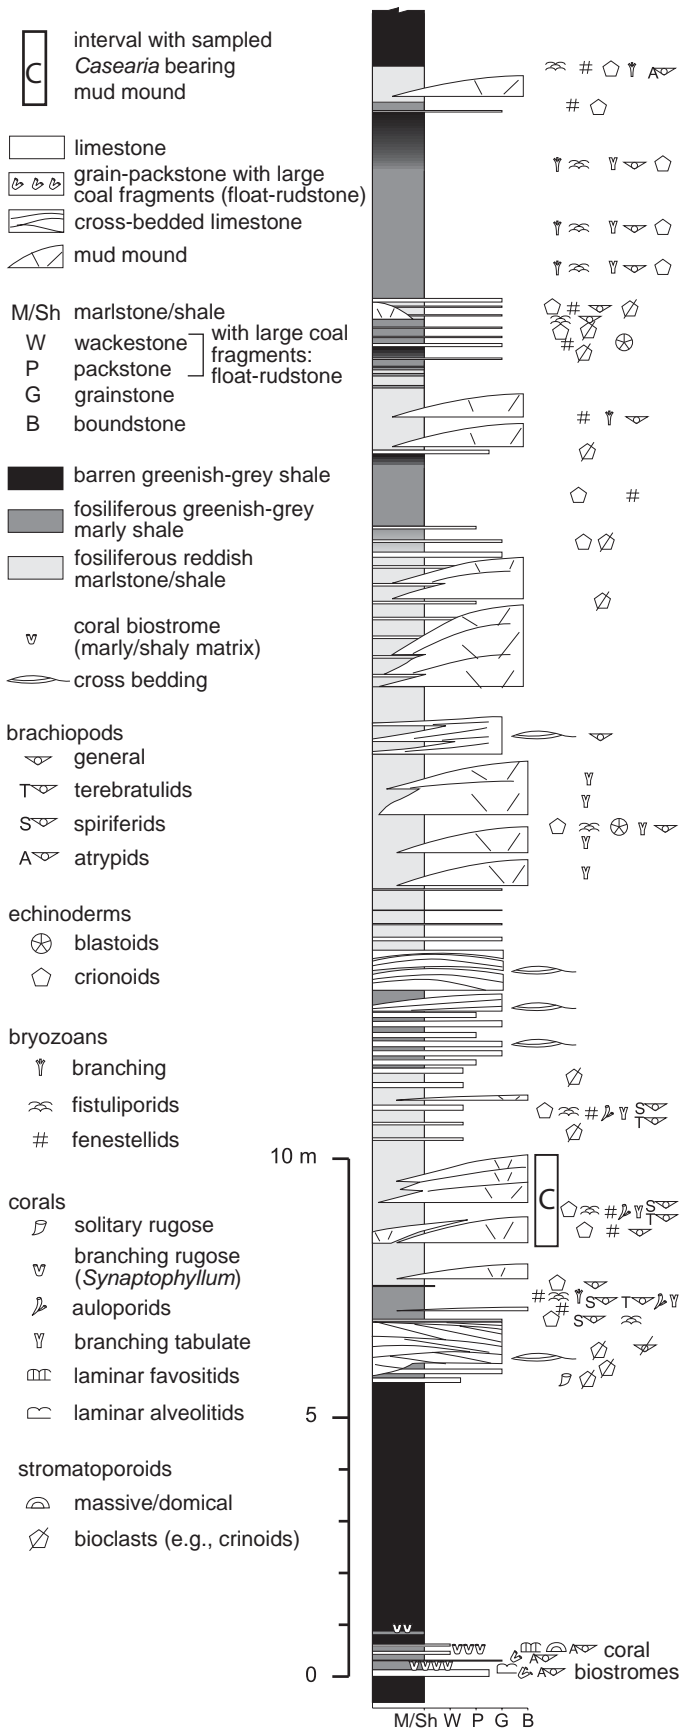 C
interval with sampled
Casearia bearing
mud mound
limestone
grain-packstone with large
coal fragments (float-rudstone)
cross-bedded limestone
mud mound
M/Sh marlstone/shale
W wackestone
P packstone
with large coal
fragments:
float-rudstone
G grainstone
B boundstone
barren greenish-grey shale
fosiliferous greenish-grey
marly shale
fosiliferous reddish
marlstone/shale
coral biostrome
(marly/shaly matrix)
cross bedding
brachiopods
general
T terebratulids
S spiriferids
A atrypids
echinoderms
blastoids
crionoids
bryozoans
branching
fistuliporids
# fenestellids
corals
solitary rugose
branching rugose
(Synaptophyllum)
auloporids
branching tabulate
laminar favositids
laminar alveolitids
stromatoporoids
massive/domical
bioclasts (e.g., crinoids)
10 m
5
0
A
S
T
C
S
T
S T
S
A coral
A
A biostromes
M/Sh W P G B